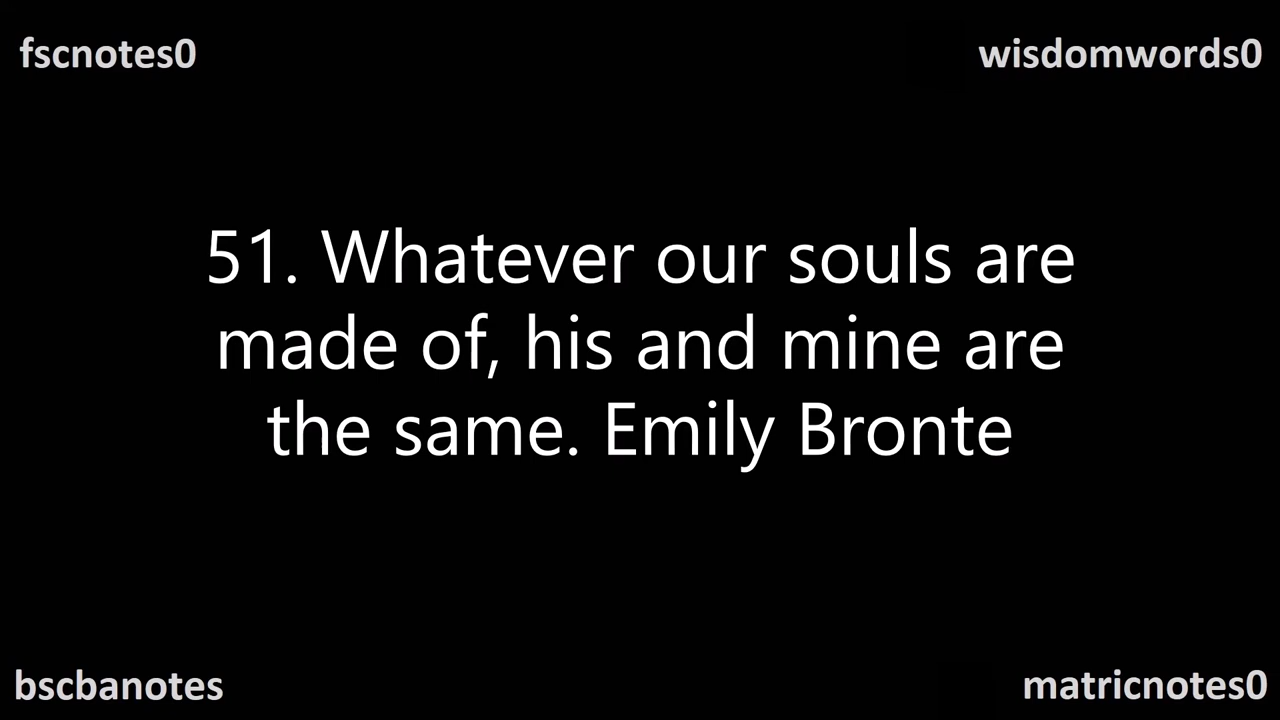 fscnotes0
wisdomwords0
51. Whatever our souls are
made of, his and mine are
the same. Emily Bronte
bscbanotes
matricnotes0